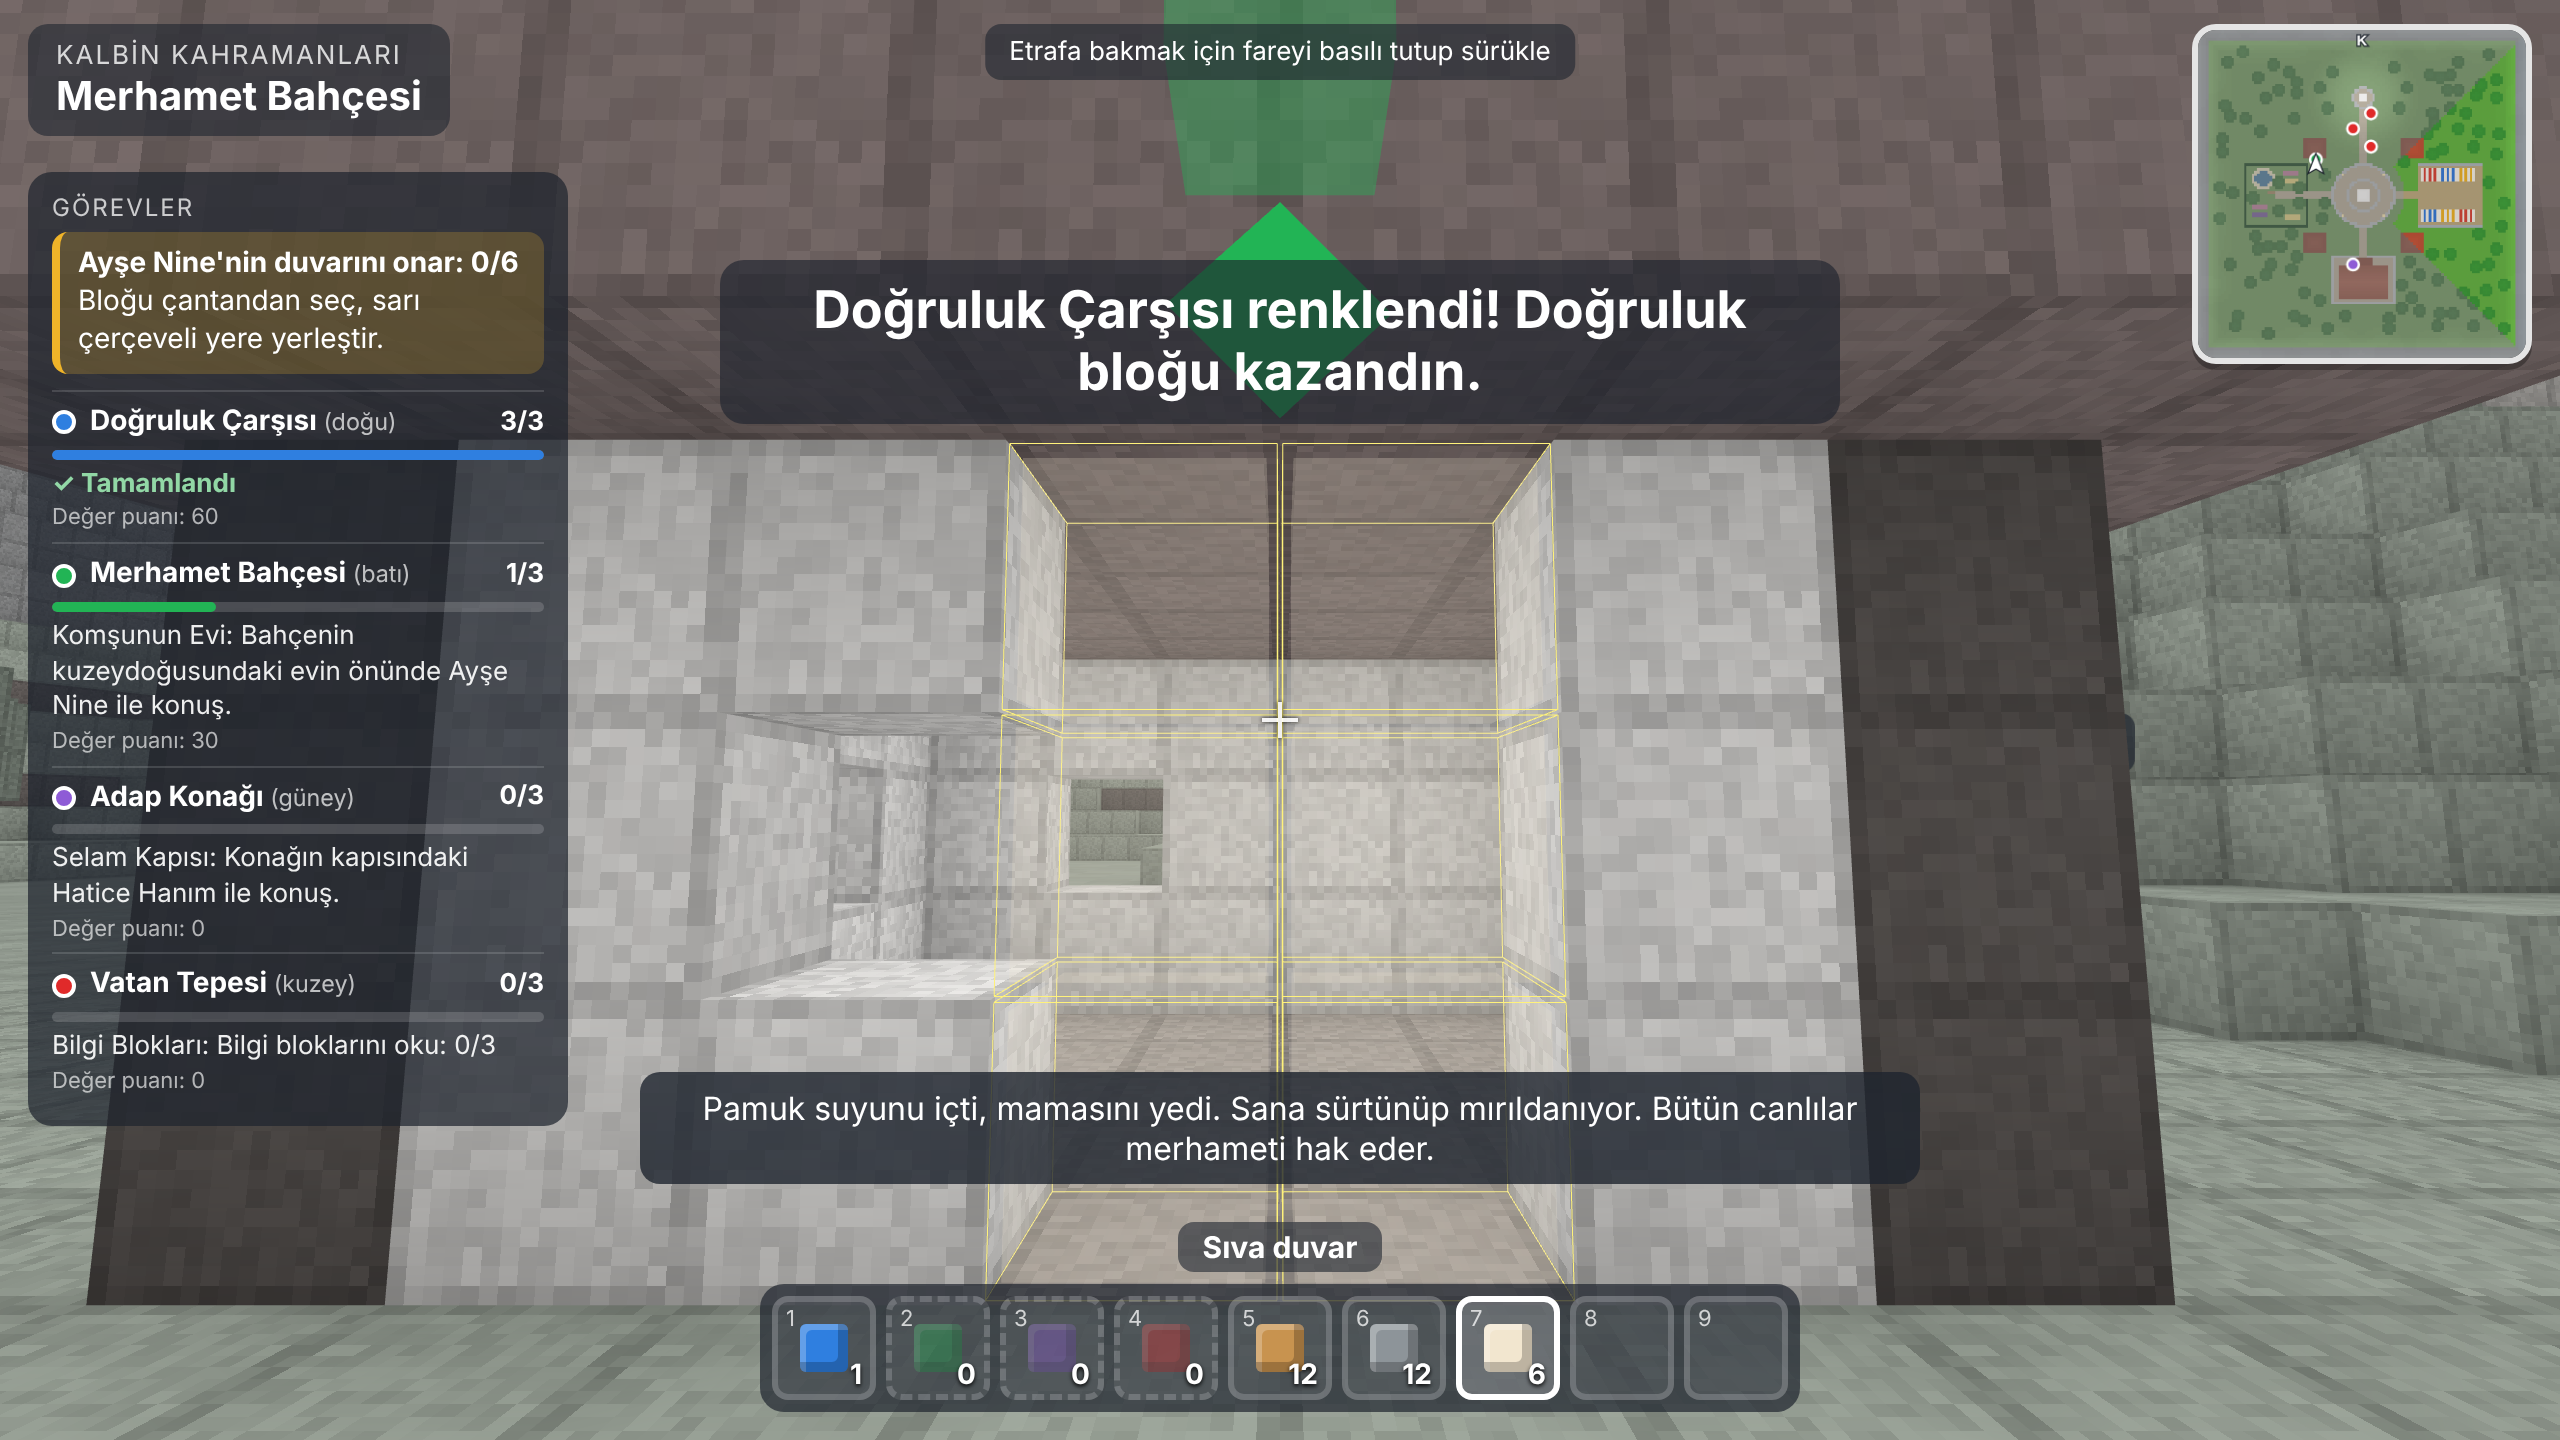 KALBİN KAHRAMANLARI
Merhamet Bahçesi
Etrafa bakmak için fareyi basılı tutup sürükle
K
GÖREVLER
Ayşe Nine'nin duvarını onar: 0/6
Bloğu çantandan seç, sarı
çerçeveli yere yerleştir.
Doğruluk Çarşısı (doğu) 3/3
✓ Tamamlandı
Değer puanı: 60
Merhamet Bahçesi (batı) 1/3
Komşunun Evi: Bahçenin
kuzeydoğusundaki evin önünde Ayşe
Nine ile konuş.
Değer puanı: 30
Adap Konağı (güney) 0/3
Selam Kapısı: Konağın kapısındaki
Hatice Hanım ile konuş.
Değer puanı: 0
Vatan Tepesi (kuzey) 0/3
Bilgi Blokları: Bilgi bloklarını oku: 0/3
Değer puanı: 0
Doğruluk Çarşısı renklendi! Doğruluk
bloğu kazandın.
Pamuk suyunu içti, mamasını yedi. Sana sürtünüp mırıldanıyor. Bütün canlılar
merhameti hak eder.
Sıva duvar
1 2 3 4 5 6 7 8 9
1 0 0 0 12 12 6